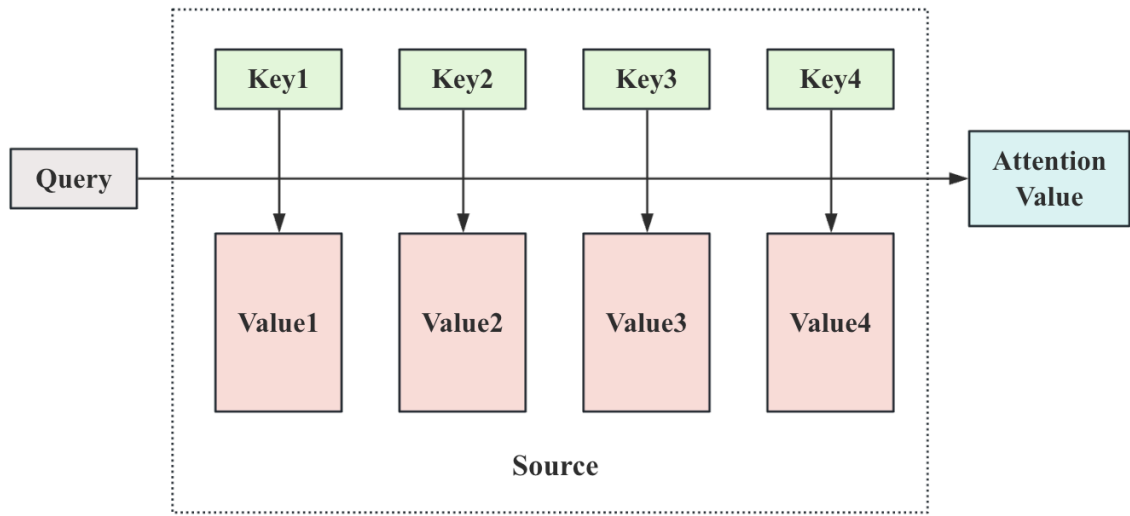 Key1 Key2 Key3 Key4
Query
Attention
Value
Value1 Value2 Value3 Value4
Source